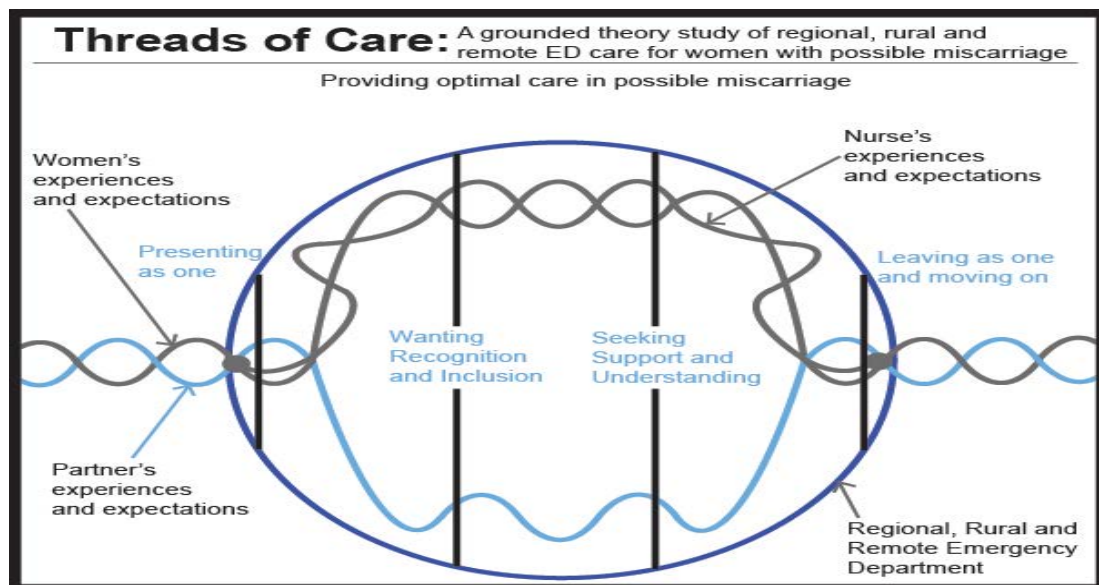 Threads of Care: A grounded theory study of regional, rural and
remote ED care for women with possible miscarriage
Providing optimal care in possible miscarriage
Women's
experiences
and expectations
Nurse's
experiences
and expectations
Presenting
as one
Leaving as one
and moving on
Wanting
Recognition
and Inclusion
Seeking
Support and
Understanding
Partner's
experiences
and expectations
Regional, Rural and
Remote Emergency
Department